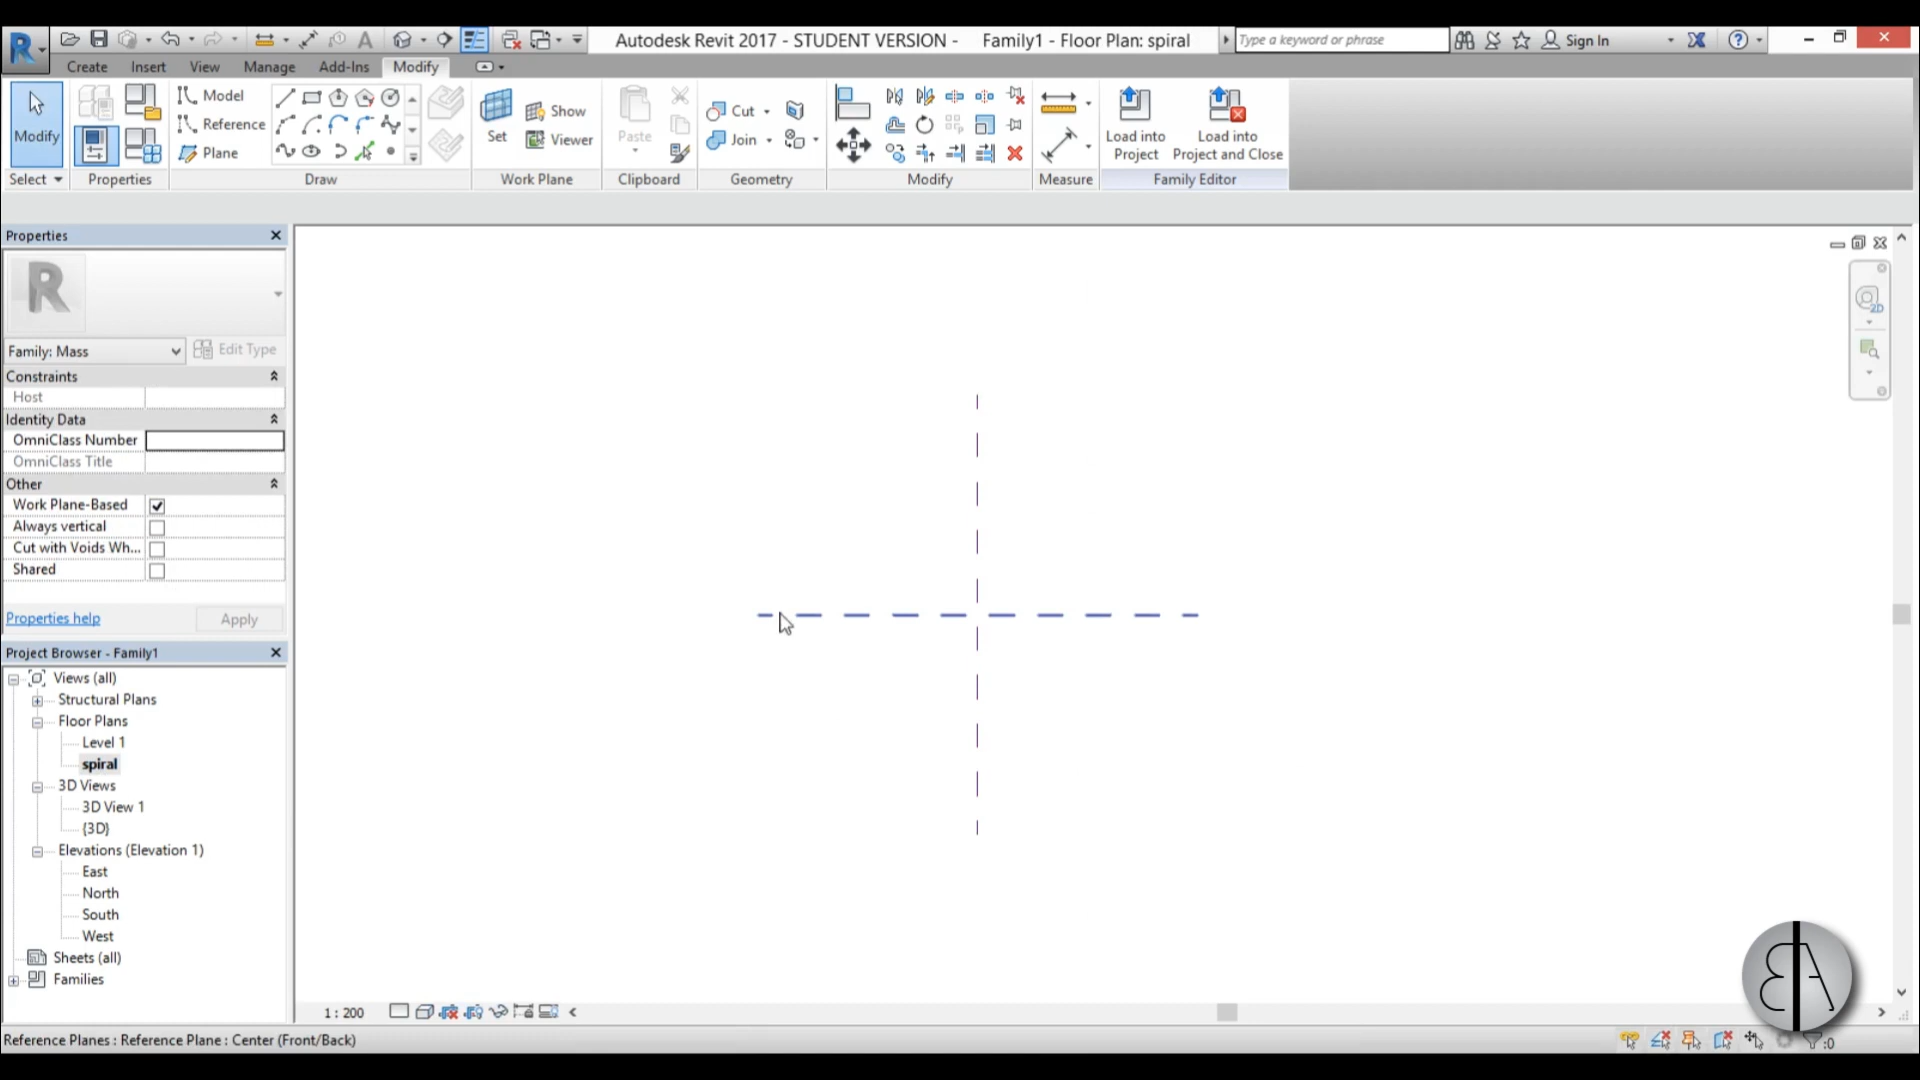 Autodesk Revit 2017 - STUDENT VERSION - Family1 - Floor Plan: spiral
Type a keyword or phrase
Sign In
Create Insert View Manage Add-Ins Modify
Modify
Model
Reference
Plane
Set
Show
Viewer
Paste
Cut
Join
Load into Project
Load into Project and Close
Select Properties Draw Work Plane Clipboard Geometry Modify Measure Family Editor
Properties
R
Family: Mass
Edit Type
Constraints
Host
Identity Data
OmniClass Number
OmniClass Title
Other
Work Plane-Based
Always vertical
Cut with Voids Wh...
Shared
Properties help
Apply
Project Browser - Family1
Views (all)
Structural Plans
Floor Plans
Level 1
spiral
3D Views
3D View 1
{3D}
Elevations (Elevation 1)
East
North
South
West
Sheets (all)
Families
2D
1 : 200
Reference Planes : Reference Plane : Center (Front/Back)
:0